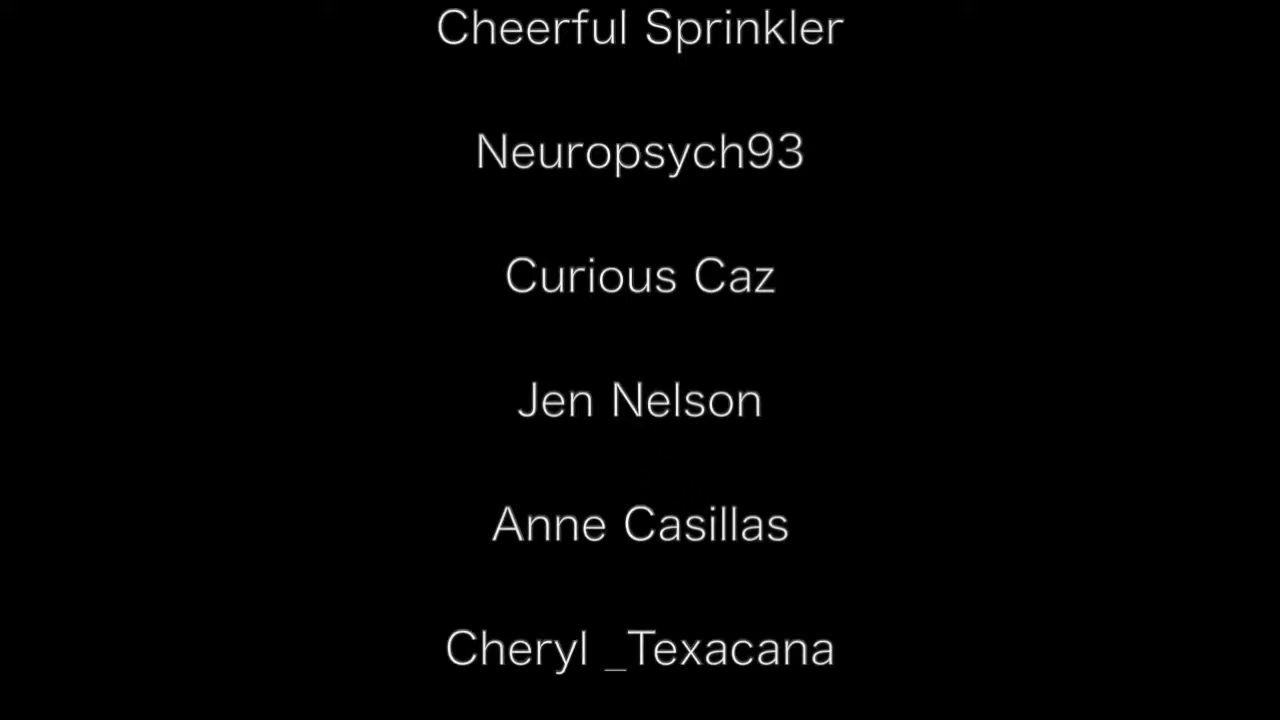 Cheerful Sprinkler
Neuropsych93
Curious Caz
Jen Nelson
Anne Casillas
Cheryl _Texacana